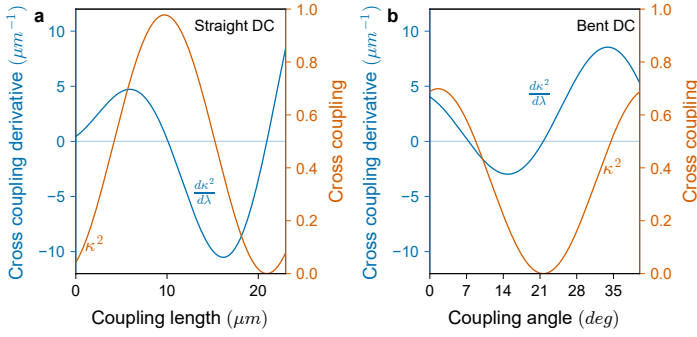 a
Straight DC
Cross coupling derivative (μm⁻¹)
10
5
0
−5
−10
dκ²
dλ
κ²
1.0
0.8
0.6
0.4
0.2
0.0
Cross coupling
0
10
20
Coupling length (μm)
b
Bent DC
Cross coupling derivative (μm⁻¹)
10
5
0
−5
−10
dκ²
dλ
κ²
1.0
0.8
0.6
0.4
0.2
0.0
Cross coupling
0
7
14
21
28
35
Coupling angle (deg)